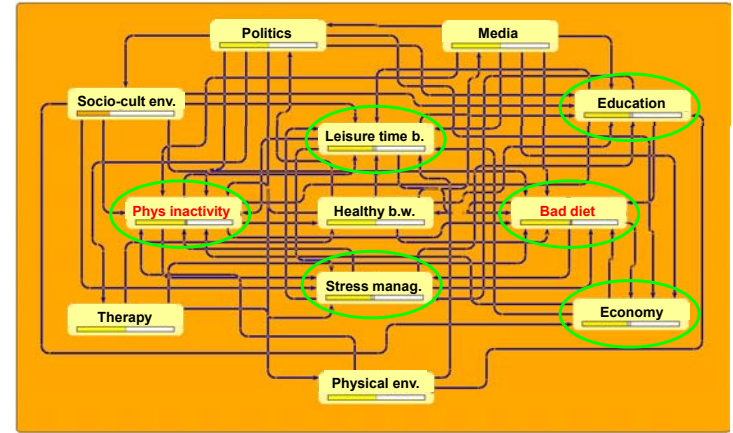 Politics
Media
Socio-cult env.
Education
Leisure time b.
Phys inactivity
Healthy b.w.
Bad diet
Stress manag.
Therapy
Economy
Physical env.